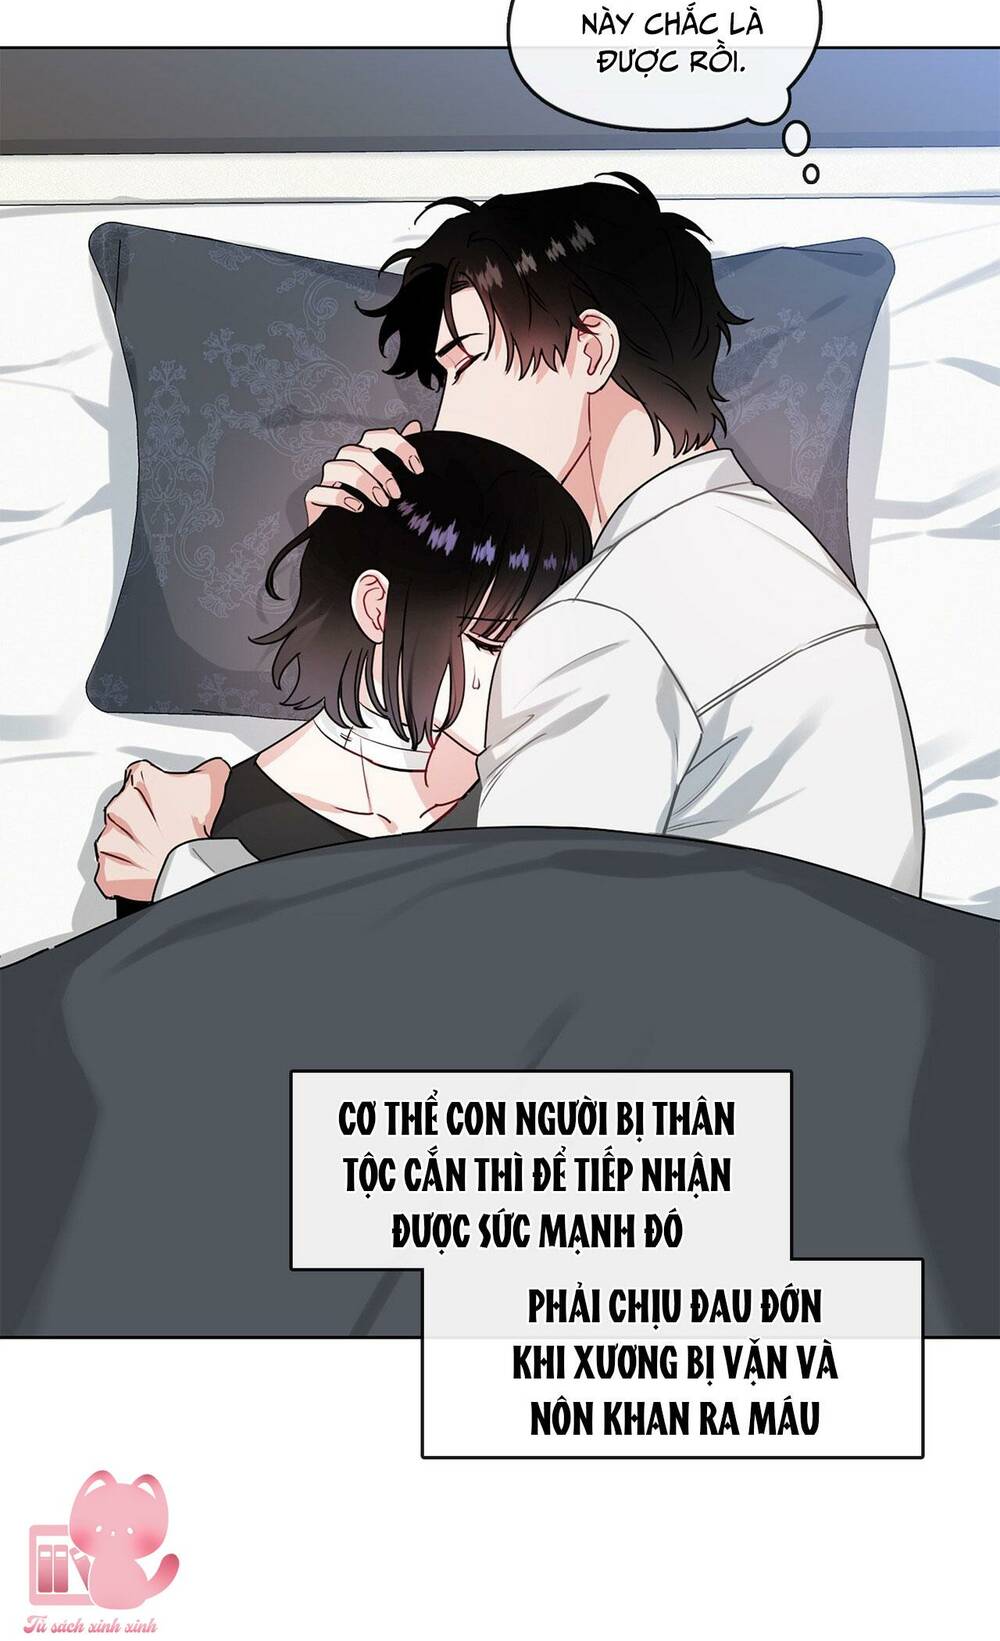 NÀY CHẮC LÀ
ĐƯỢC RỒI.
CƠ THỂ CON NGƯỜI BỊ THÂN
TỘC CẮN THÌ ĐỂ TIẾP NHẬN
ĐƯỢC SỨC MẠNH ĐÓ
PHẢI CHỊU ĐAU ĐỚN
KHI XƯƠNG BỊ VẶN VÀ
NÔN KHAN RA MÁU
Tủ sách xinh xinh